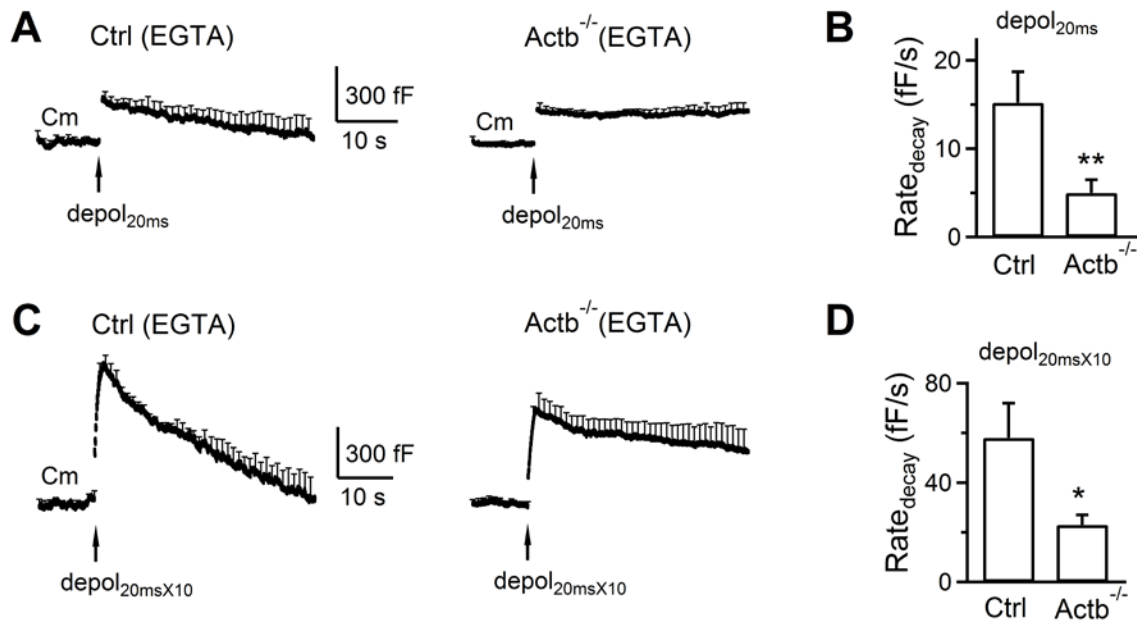 A
Ctrl (EGTA)
Cm
depol20ms
300 fF
10 s
Actb-/-(EGTA)
Cm
depol20ms
B
depol20ms
Ratedecay (fF/s)
20
10
0
**
Ctrl
Actb-/-
C
Ctrl (EGTA)
Cm
depol20msX10
300 fF
10 s
Actb-/-(EGTA)
depol20msX10
D
depol20msX10
Ratedecay (fF/s)
80
40
0
*
Ctrl
Actb-/-